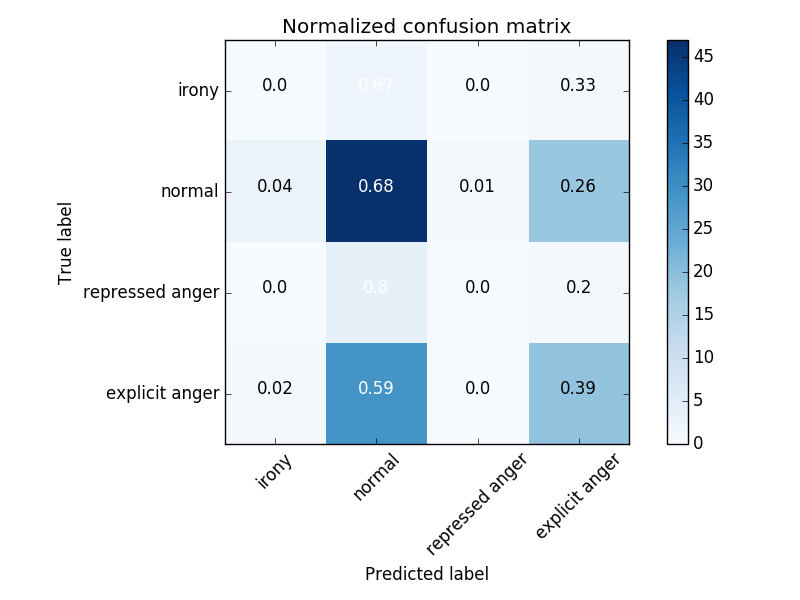 Normalized confusion matrix
True label
irony 0.0 0.67 0.0 0.33
normal 0.04 0.68 0.01 0.26
repressed anger 0.0 0.8 0.0 0.2
explicit anger 0.02 0.59 0.0 0.39
irony normal repressed anger explicit anger
Predicted label
45
40
35
30
25
20
15
10
5
0